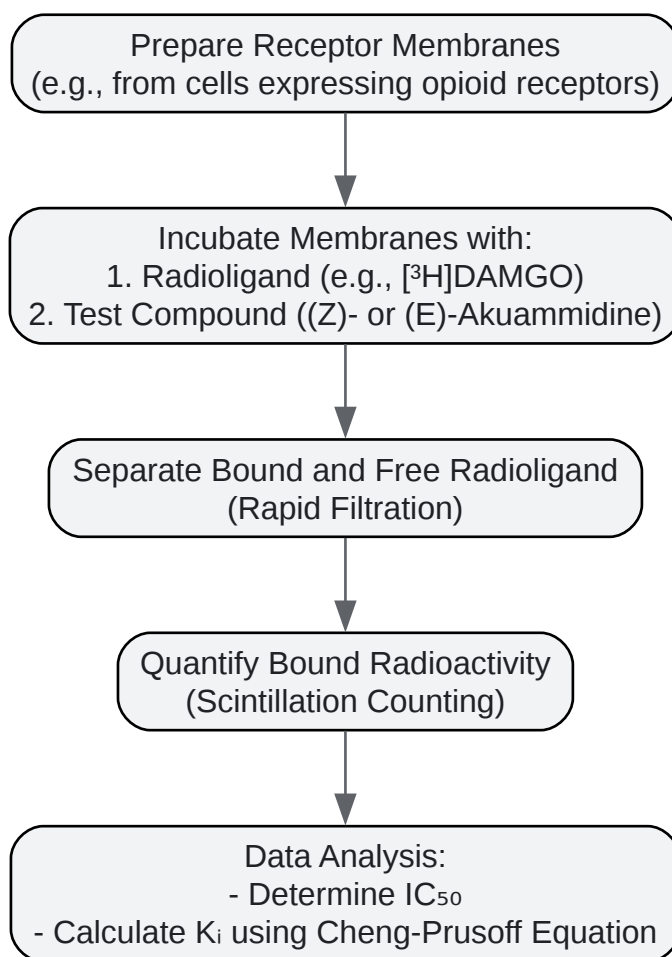 Prepare Receptor Membranes
(e.g., from cells expressing opioid receptors)
Incubate Membranes with:
1. Radioligand (e.g., [³H]DAMGO)
2. Test Compound ((Z)- or (E)-Akuammidine)
Separate Bound and Free Radioligand
(Rapid Filtration)
Quantify Bound Radioactivity
(Scintillation Counting)
Data Analysis:
- Determine IC₅₀
- Calculate Kᵢ using Cheng-Prusoff Equation